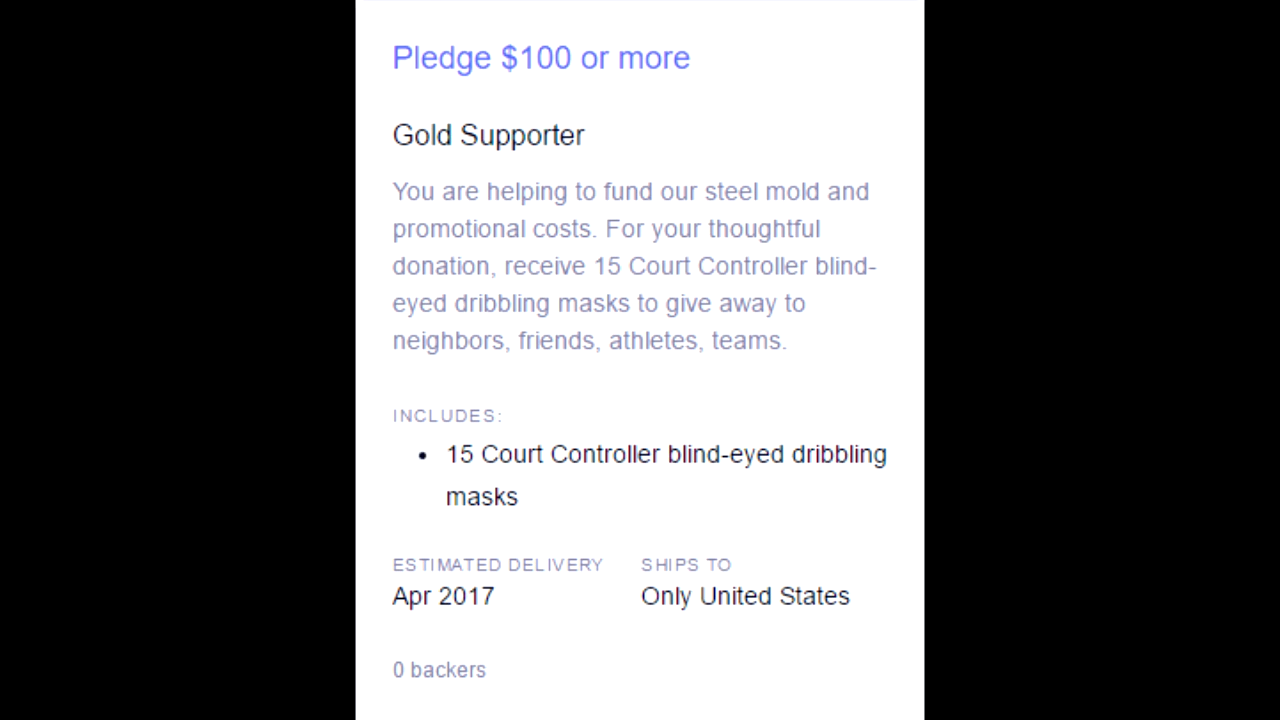 Pledge $100 or more
Gold Supporter
You are helping to fund our steel mold and
promotional costs. For your thoughtful
donation, receive 15 Court Controller blind-
eyed dribbling masks to give away to
neighbors, friends, athletes, teams.
INCLUDES:
• 15 Court Controller blind-eyed dribbling
masks
ESTIMATED DELIVERY SHIPS TO
Apr 2017 Only United States
0 backers